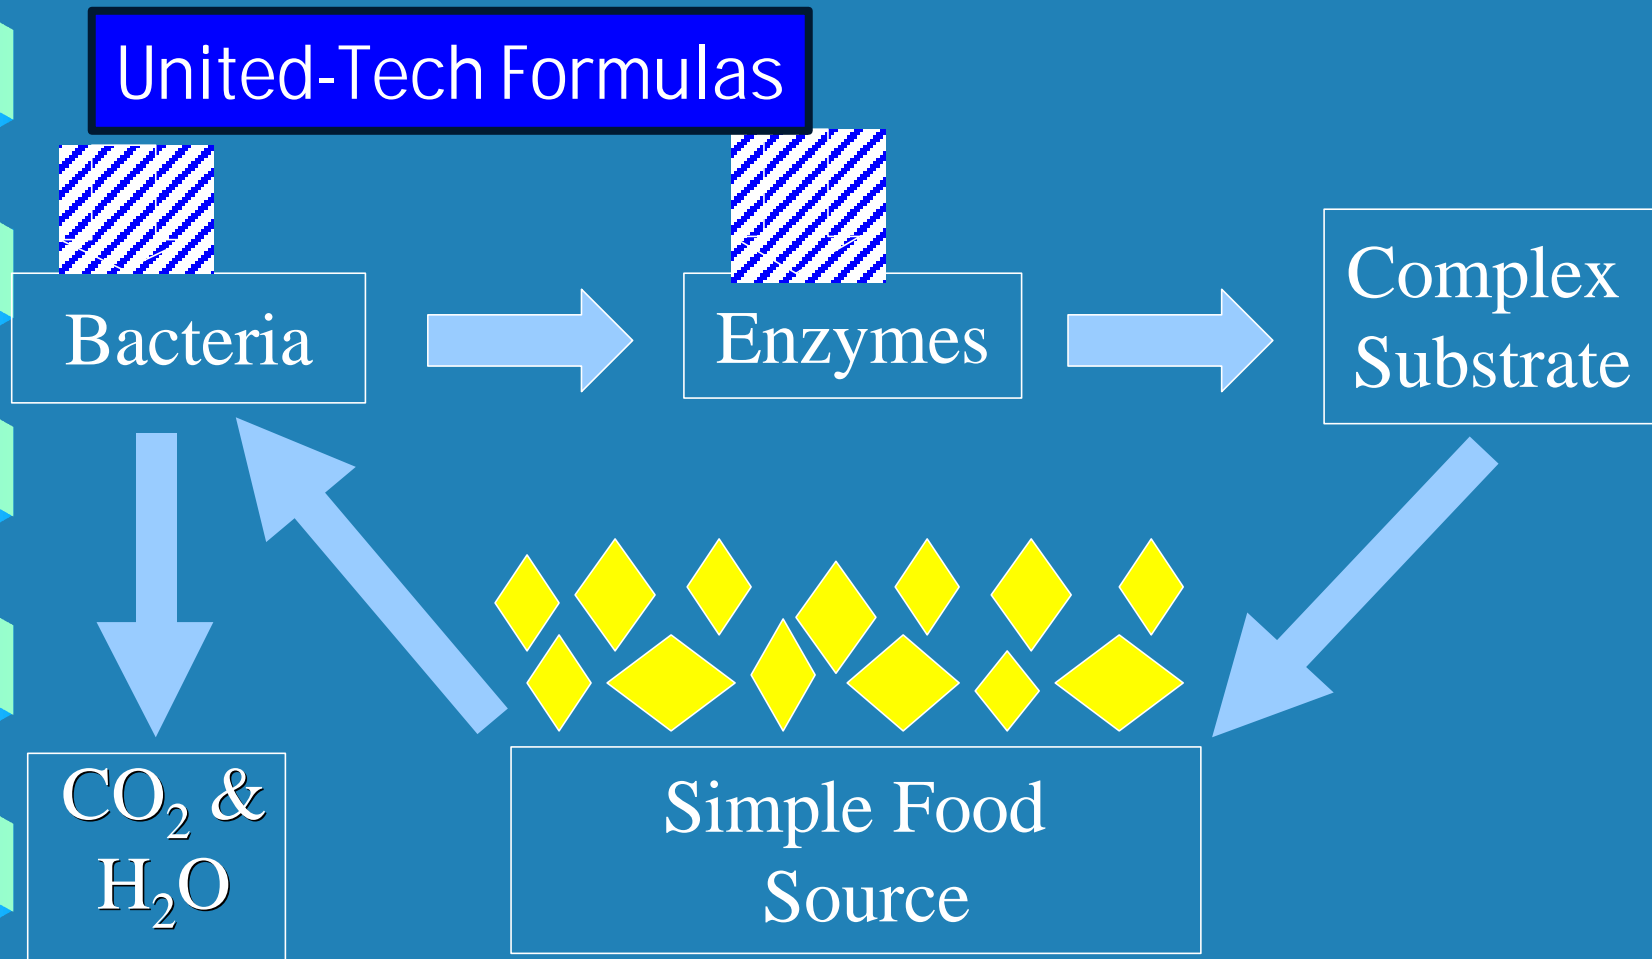 United-Tech Formulas
Bacteria
Enzymes
Complex
Substrate
CO₂ &
H₂O
Simple Food
Source